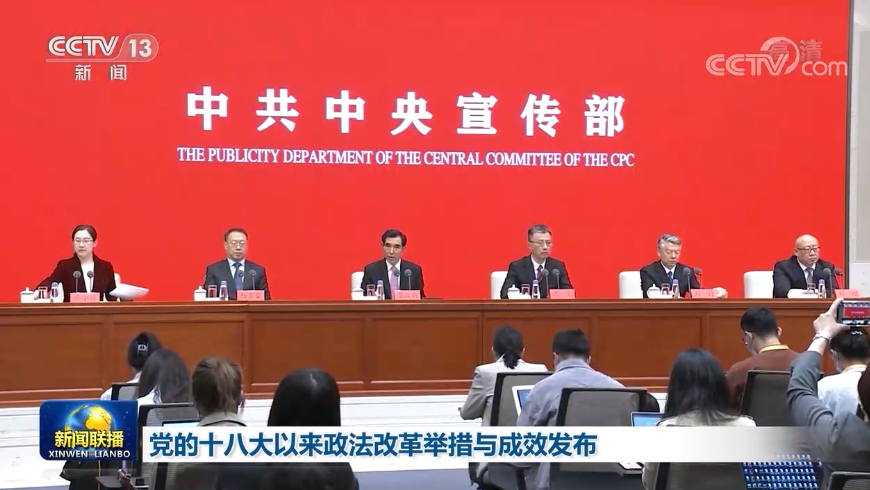 CCTV 13
新闻
高清
CCTV com
中共中央宣传部
THE PUBLICITY DEPARTMENT OF THE CENTRAL COMMITTEE OF THE CPC
新闻联播
XINWEN LIANBO
党的十八大以来政法改革举措与成效发布